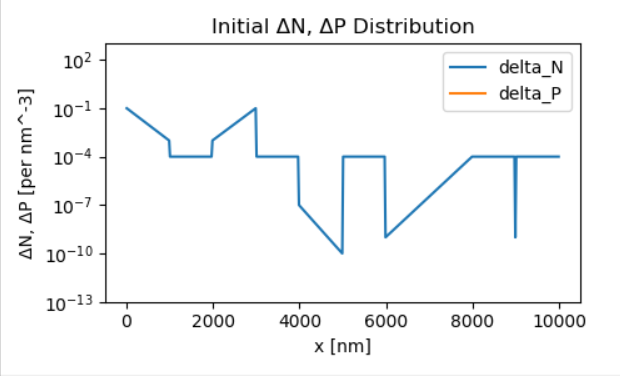 Initial ΔN, ΔP Distribution
10^2
10^-1
10^-4
10^-7
10^-10
10^-13
ΔN, ΔP [per nm^-3]
delta_N
delta_P
0 2000 4000 6000 8000 10000
x [nm]